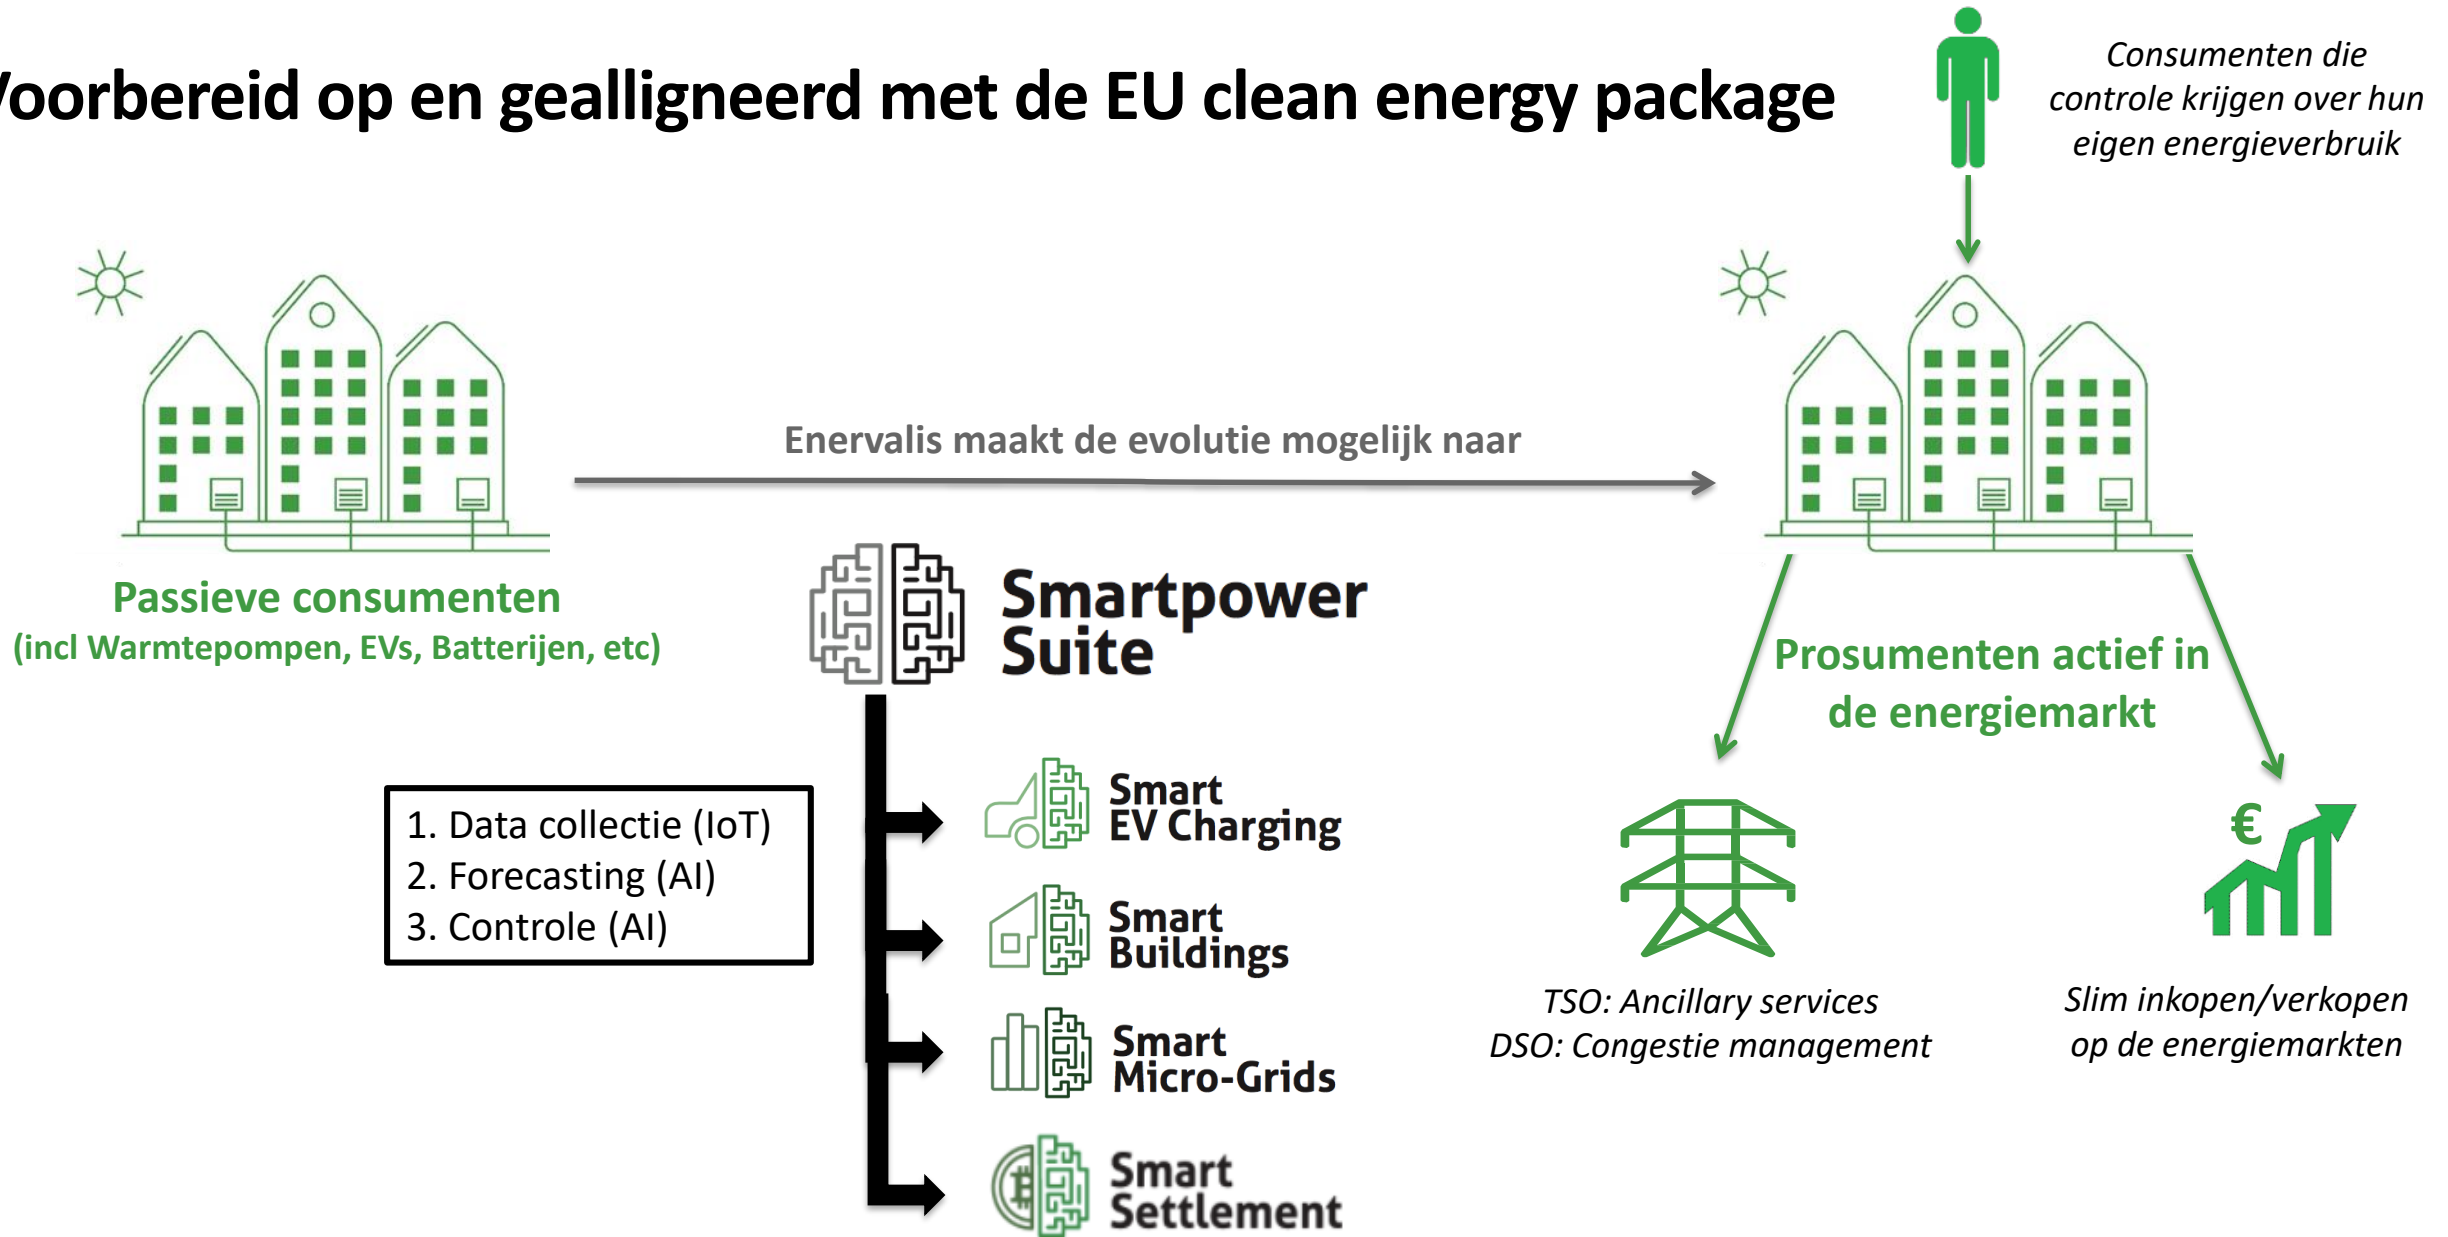 Voorbereid op en gealligneerd met de EU clean energy package
Consumenten die
controle krijgen over hun
eigen energieverbruik
Enervalis maakt de evolutie mogelijk naar
Passieve consumenten
(incl Warmtepompen, EVs, Batterijen, etc)
Smartpower
Suite
Prosumenten actief in
de energiemarkt
1. Data collectie (IoT)
2. Forecasting (AI)
3. Controle (AI)
Smart
EV Charging
Smart
Buildings
Smart
Micro-Grids
Smart
Settlement
€
TSO: Ancillary services
DSO: Congestie management
Slim inkopen/verkopen
op de energiemarkten